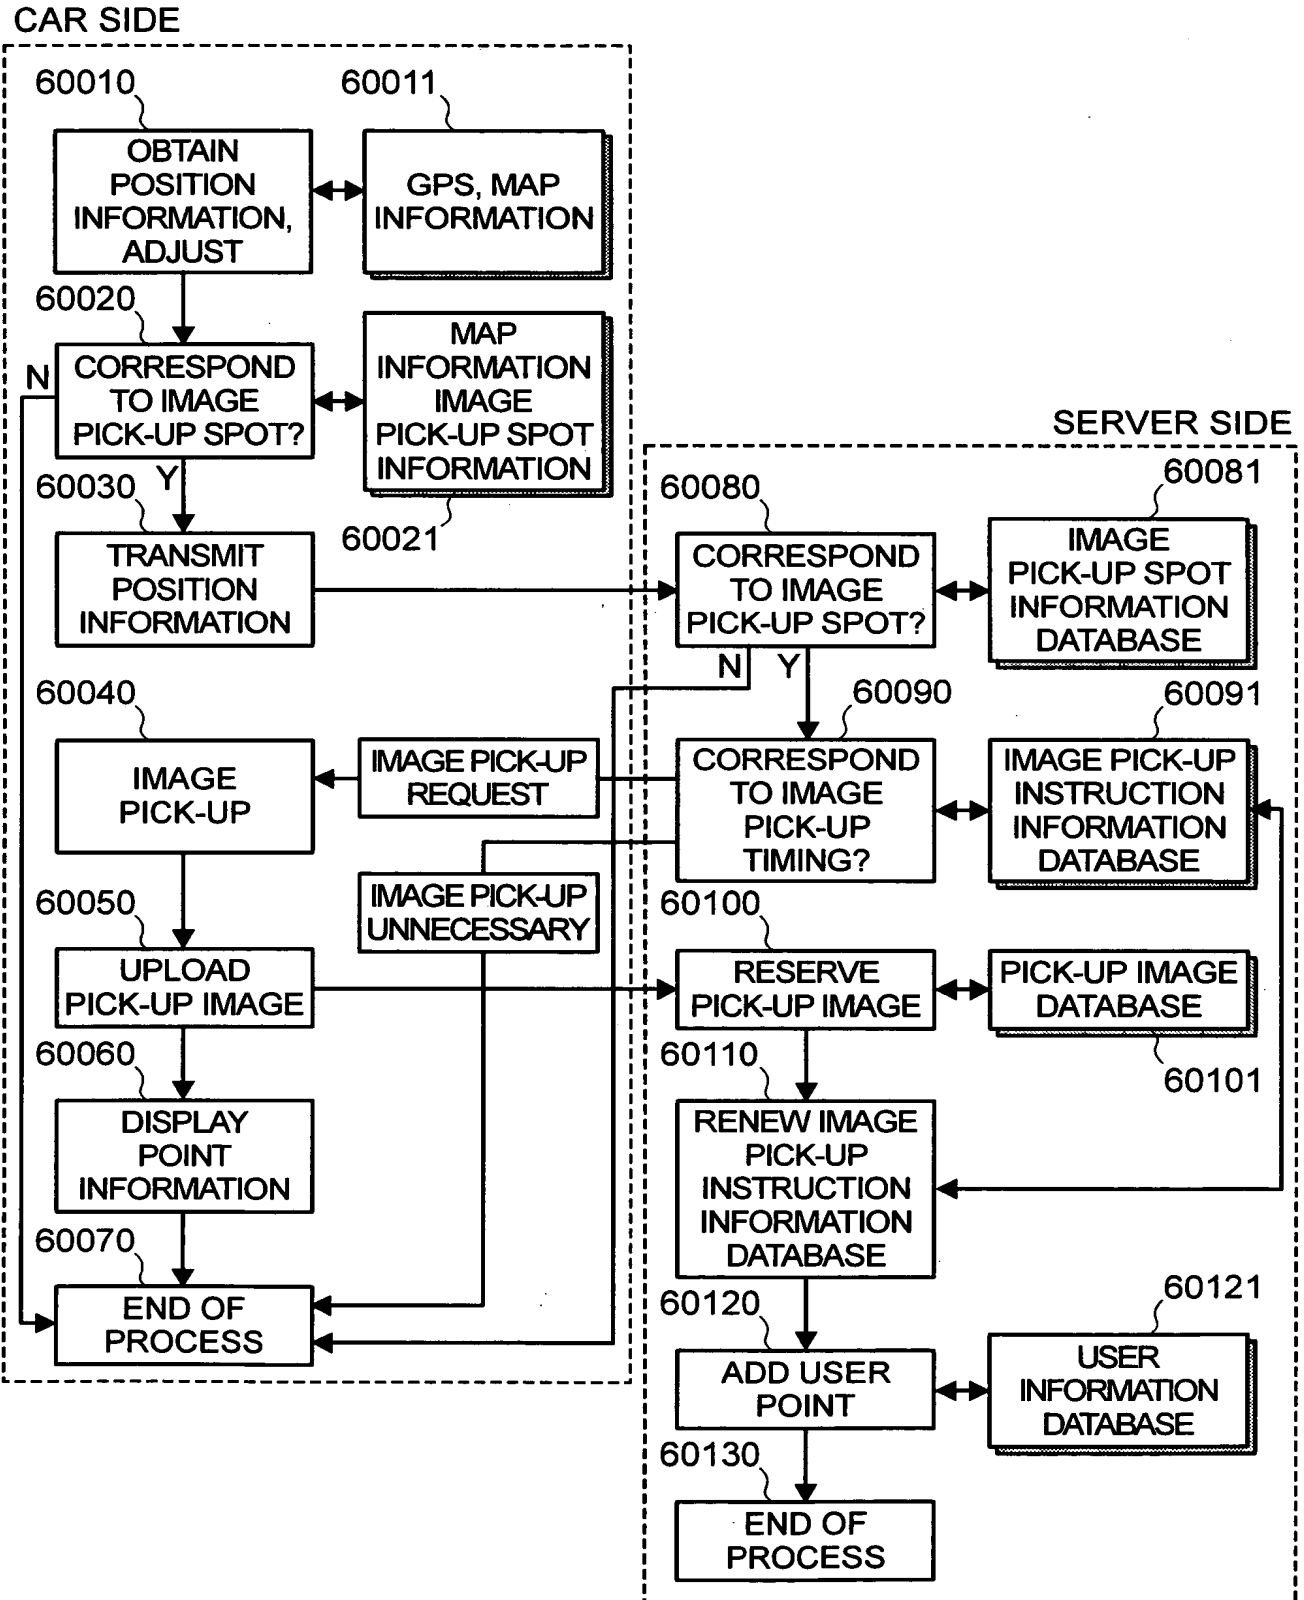 CAR SIDE
60010
OBTAIN
POSITION
INFORMATION,
ADJUST
60011
GPS, MAP
INFORMATION
60020
CORRESPOND
TO IMAGE
PICK-UP SPOT?
N
Y
MAP
INFORMATION
IMAGE
PICK-UP SPOT
INFORMATION
60021
60030
TRANSMIT
POSITION
INFORMATION
60040
IMAGE
PICK-UP
IMAGE PICK-UP
REQUEST
IMAGE PICK-UP
UNNECESSARY
60050
UPLOAD
PICK-UP IMAGE
60060
DISPLAY
POINT
INFORMATION
60070
END OF
PROCESS
SERVER SIDE
60080
CORRESPOND
TO IMAGE
PICK-UP SPOT?
N
Y
60081
IMAGE
PICK-UP SPOT
INFORMATION
DATABASE
60090
CORRESPOND
TO IMAGE
PICK-UP
TIMING?
60091
IMAGE PICK-UP
INSTRUCTION
INFORMATION
DATABASE
60100
RESERVE
PICK-UP IMAGE
PICK-UP IMAGE
DATABASE
60101
60110
RENEW IMAGE
PICK-UP
INSTRUCTION
INFORMATION
DATABASE
60120
ADD USER
POINT
60121
USER
INFORMATION
DATABASE
60130
END OF
PROCESS